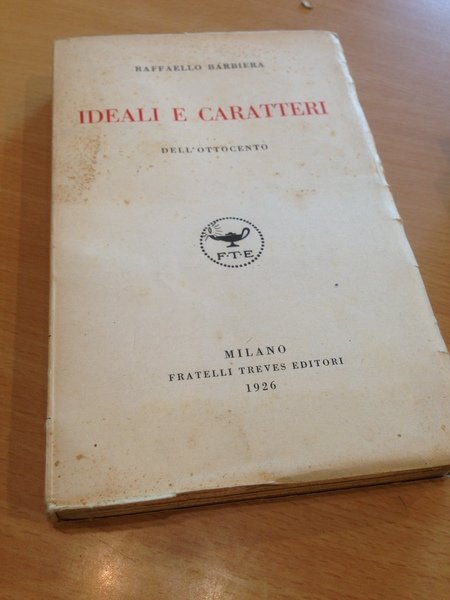 RAFFAELLO BARBIERA
IDEALI E CARATTERI
DELL'OTTOCENTO
F·T·E
MILANO
FRATELLI TREVES EDITORI
1926